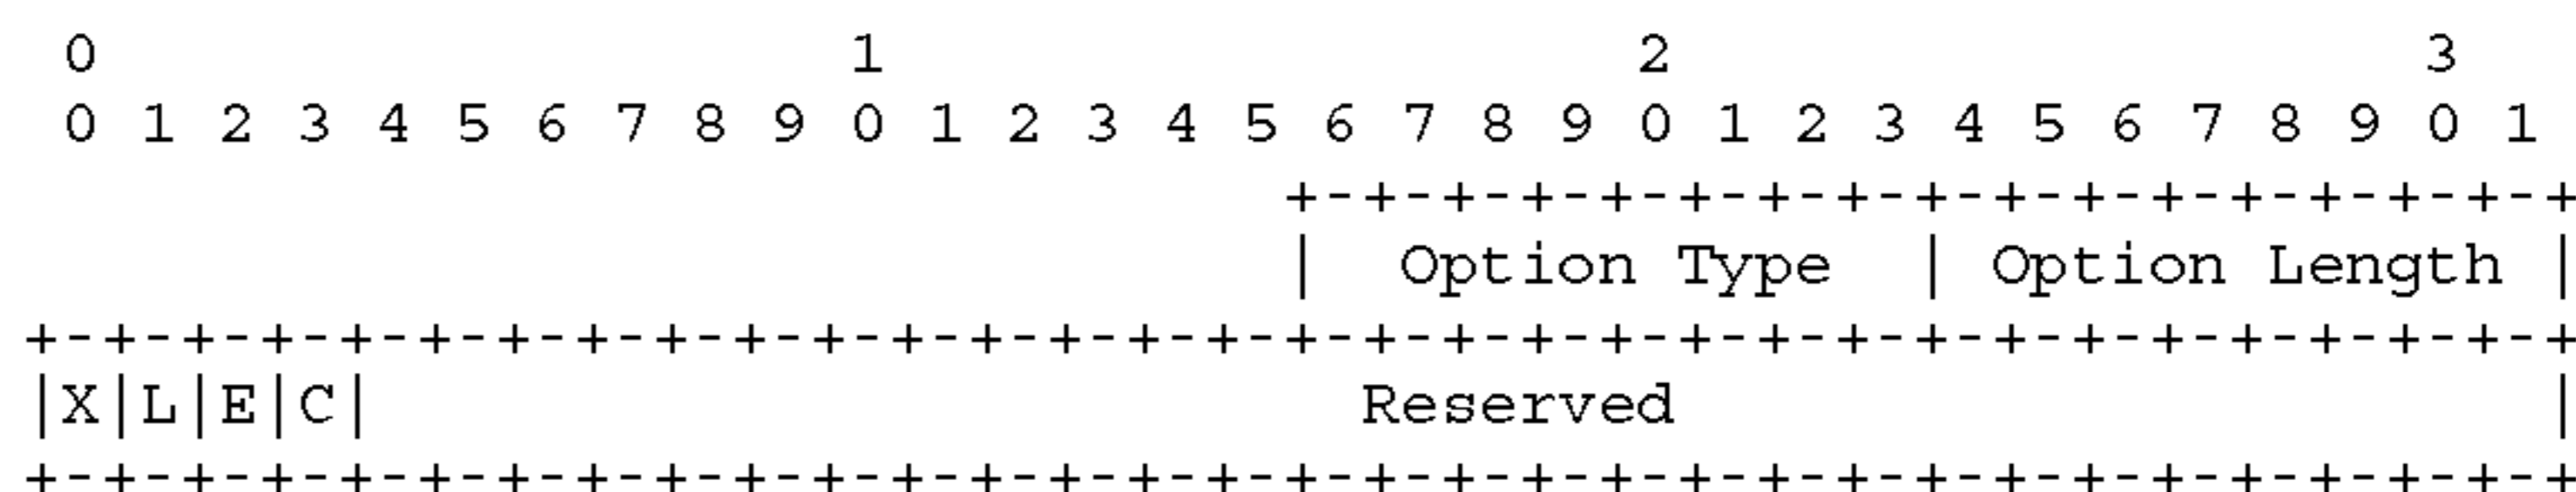 0                   1                   2                   3
0 1 2 3 4 5 6 7 8 9 0 1 2 3 4 5 6 7 8 9 0 1 2 3 4 5 6 7 8 9 0 1
                                +-+-+-+-+-+-+-+-+-+-+-+-+-+-+-+-+
                                |  Option Type  | Option Length |
+-+-+-+-+-+-+-+-+-+-+-+-+-+-+-+-+-+-+-+-+-+-+-+-+-+-+-+-+-+-+-+-+
|X|L|E|C|                         Reserved                      |
+-+-+-+-+-+-+-+-+-+-+-+-+-+-+-+-+-+-+-+-+-+-+-+-+-+-+-+-+-+-+-+-+